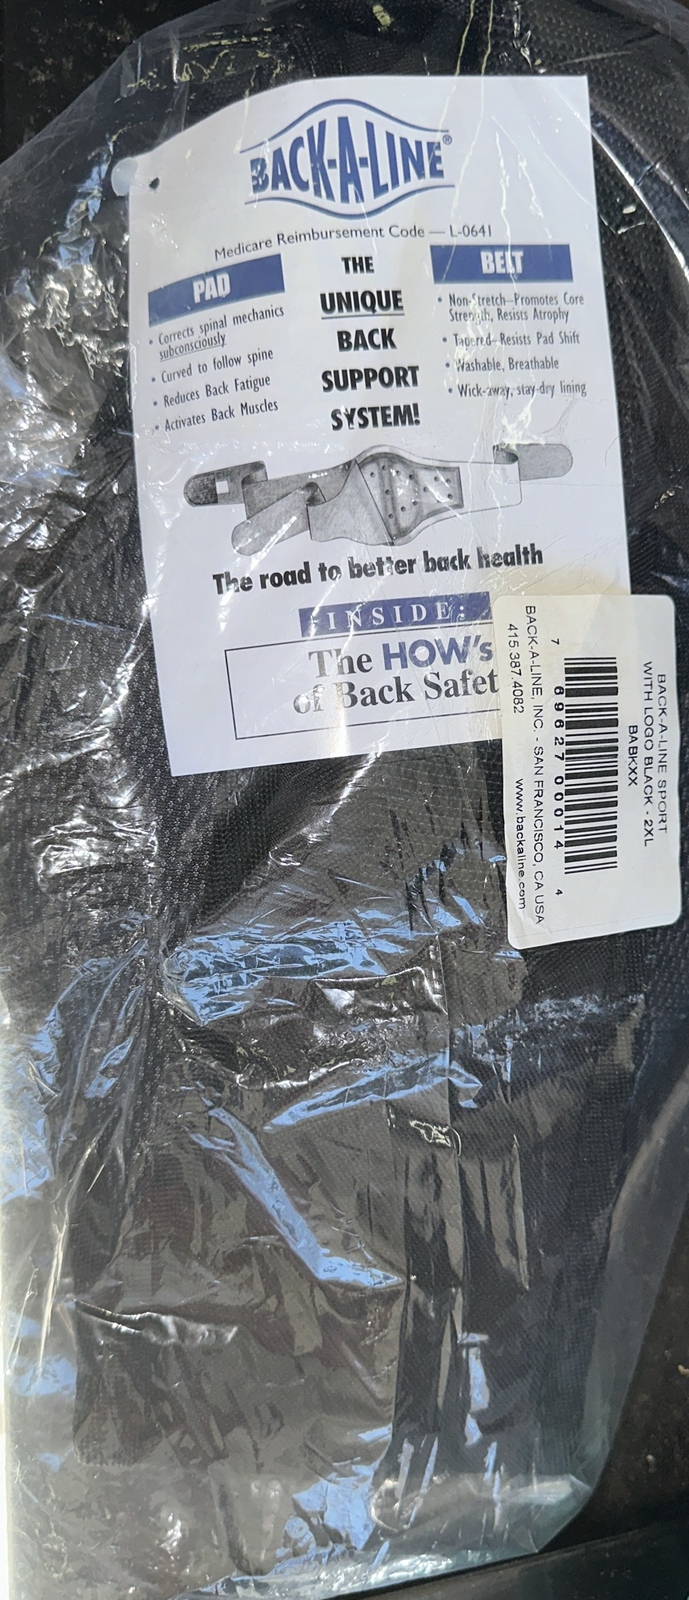 BACK-A-LINE®
Medicare Reimbursement Code — L-0641
PAD
• Corrects spinal mechanics
subconsciously
• Curved to follow spine
• Reduces Back Fatigue
• Activates Back Muscles
THE
UNIQUE
BACK
SUPPORT
SYSTEM!
BELT
• Non-Stretch–Promotes Core
Strength, Resists Atrophy
• Tapered–Resists Pad Shift
• Washable, Breathable
• Wick-away, stay-dry lining
The road to better back health
INSIDE:
The HOW's
of Back Safet
BACK-A-LINE SPORT
WITH LOGO BLACK - 2XL
BABKXX
7 69627 00014 4
BACK-A-LINE, INC. - SAN FRANCISCO, CA USA
415.387.4082 www.backaline.com